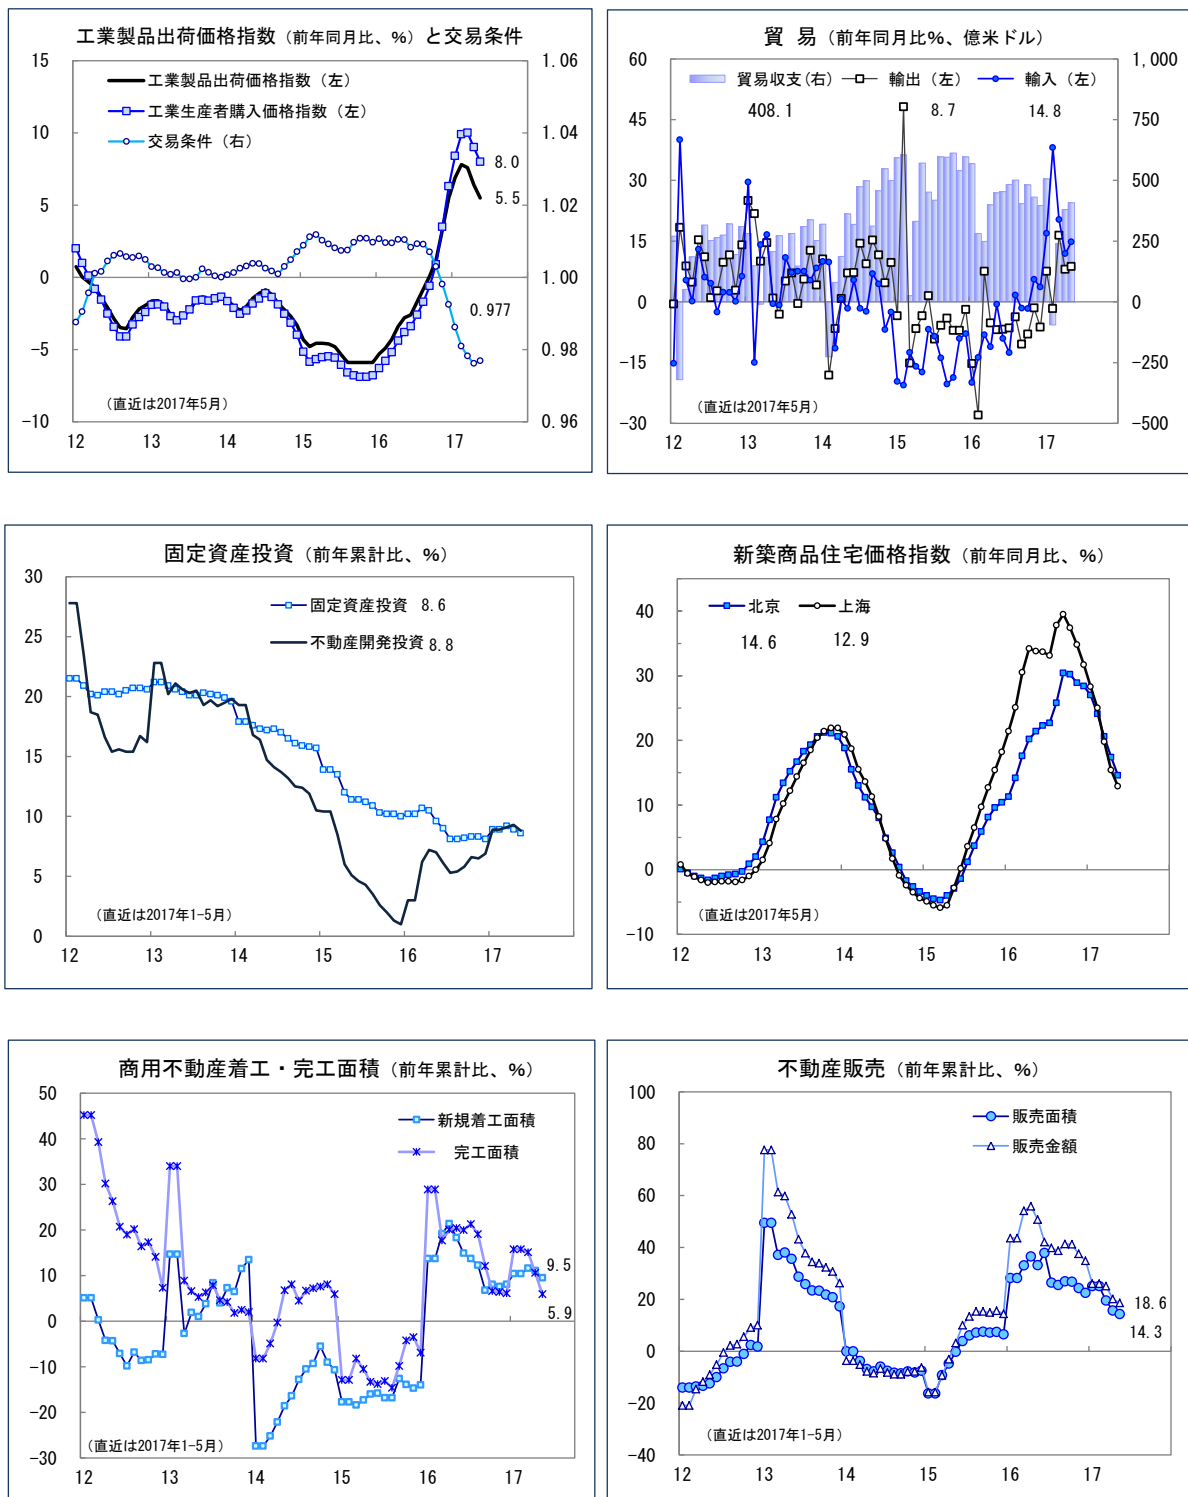 工業製品出荷価格指数（前年同月比、%）と交易条件
15
10
5
0
−5
−10
1.06
1.04
1.02
1.00
0.98
0.96
工業製品出荷価格指数（左）
工業生産者購入価格指数（左）
交易条件（右）
8.0
5.5
0.977
（直近は2017年5月）
12 13 14 15 16 17
貿 易（前年同月比%、億米ドル）
60
45
30
15
0
−15
−30
1,000
750
500
250
0
−250
−500
貿易収支(右) 輸出（左） 輸入（左）
408.1 8.7 14.8
（直近は2017年5月）
12 13 14 15 16 17
固定資産投資（前年累計比、%）
30
25
20
15
10
5
0
固定資産投資 8.6
不動産開発投資 8.8
（直近は2017年1−5月）
12 13 14 15 16 17
新築商品住宅価格指数（前年同月比、%）
40
30
20
10
0
−10
北京 上海
14.6 12.9
（直近は2017年5月）
12 13 14 15 16 17
商用不動産着工・完工面積（前年累計比、%）
50
40
30
20
10
0
−10
−20
−30
新規着工面積
完工面積
9.5
5.9
（直近は2017年1−5月）
12 13 14 15 16 17
不動産販売（前年累計比、%）
100
80
60
40
20
0
−20
−40
販売面積
販売金額
18.6
14.3
（直近は2017年1−5月）
12 13 14 15 16 17